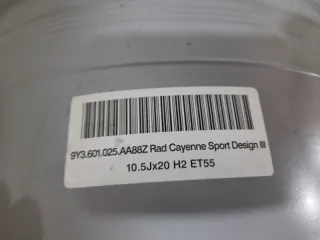 9Y3.601.025.AA88Z Rad Cayenne Sport Design III
10.5Jx20 H2 ET55